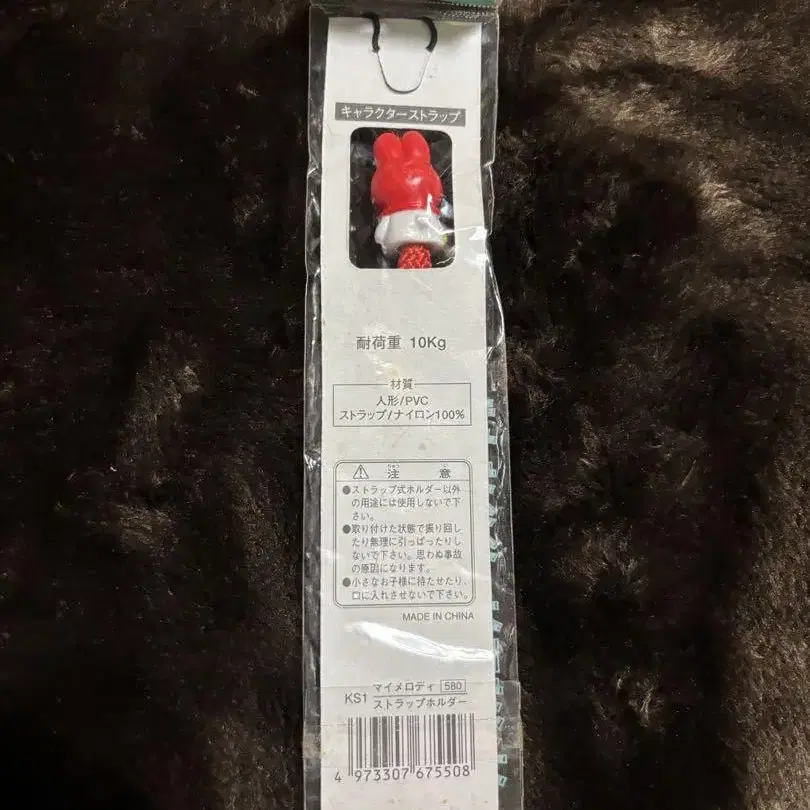 キャラクターストラップ
耐荷重 10Kg
材質
人形/PVC
ストラップ/ナイロン100%
注 意
●ストラップ式ホルダー以外
の用途には使用しないで下
さい。
●取り付けた状態で振り回し
たり無理に引っぱったりし
ないで下さい。思わぬ事故
の原因になります。
●小さなお子様に持たせたり、
口に入れさせないで下さい。
MADE IN CHINA
KS1 マイメロディ 580
ストラップホルダー
4 973307 675508